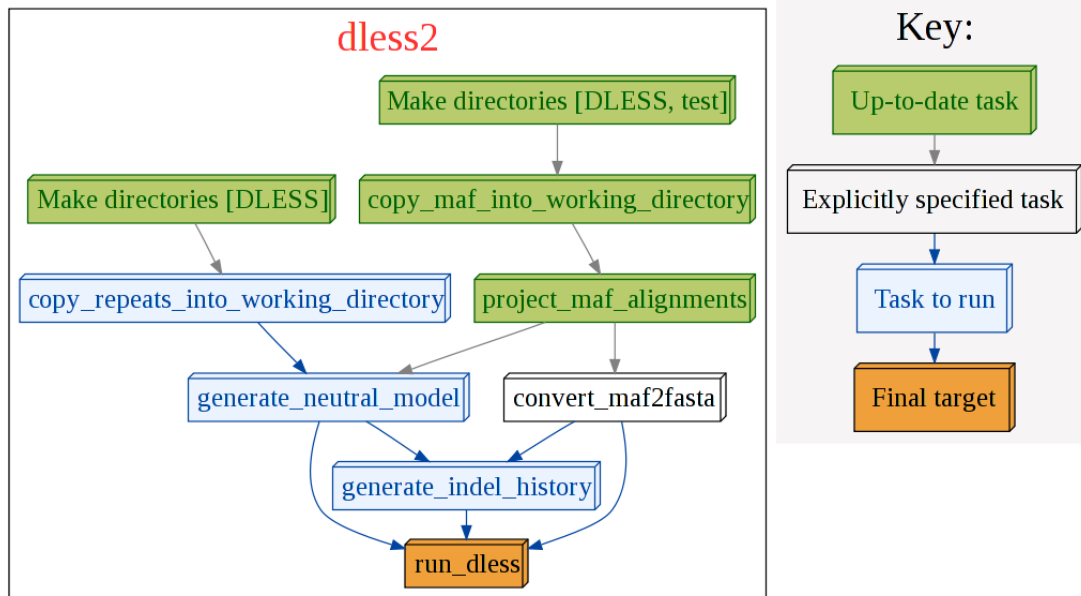 dless2
Make directories [DLESS, test]
Make directories [DLESS]
copy_maf_into_working_directory
copy_repeats_into_working_directory
project_maf_alignments
generate_neutral_model
convert_maf2fasta
generate_indel_history
run_dless
Key:
Up-to-date task
Explicitly specified task
Task to run
Final target